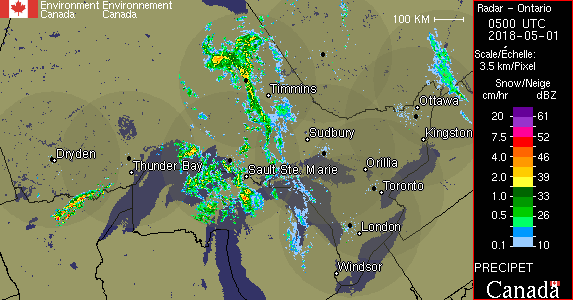 Environment Environnement
Canada Canada
100 KM
Timmins
Ottawa
Sudbury
Kingston
Dryden
Thunder Bay
Sault Ste. Marie
Orillia
Toronto
London
Windsor
Radar - Ontario
0500 UTC
2018-05-01
Scale/Échelle:
3.5 km/Pixel
Snow/Neige
cm/hr dBZ
20 61
7.5 52
4.0 46
2.0 39
1.0 33
0.5 26
0.1 10
PRECIPET
Canada